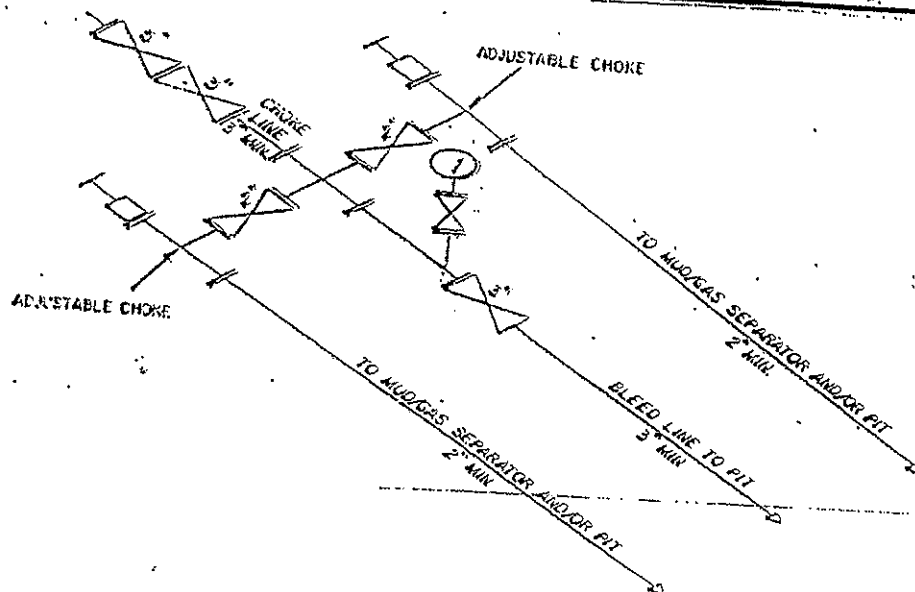 ADJUSTABLE CHOKE
CHOKE
LINE
3" MIN.
2"
2"
1
3"
ADJUSTABLE CHOKE
TO MUD/GAS SEPARATOR AND/OR PIT
2" MIN.
BLEED LINE TO PIT
3" MIN
TO MUD/GAS SEPARATOR AND/OR PIT
2" MIN